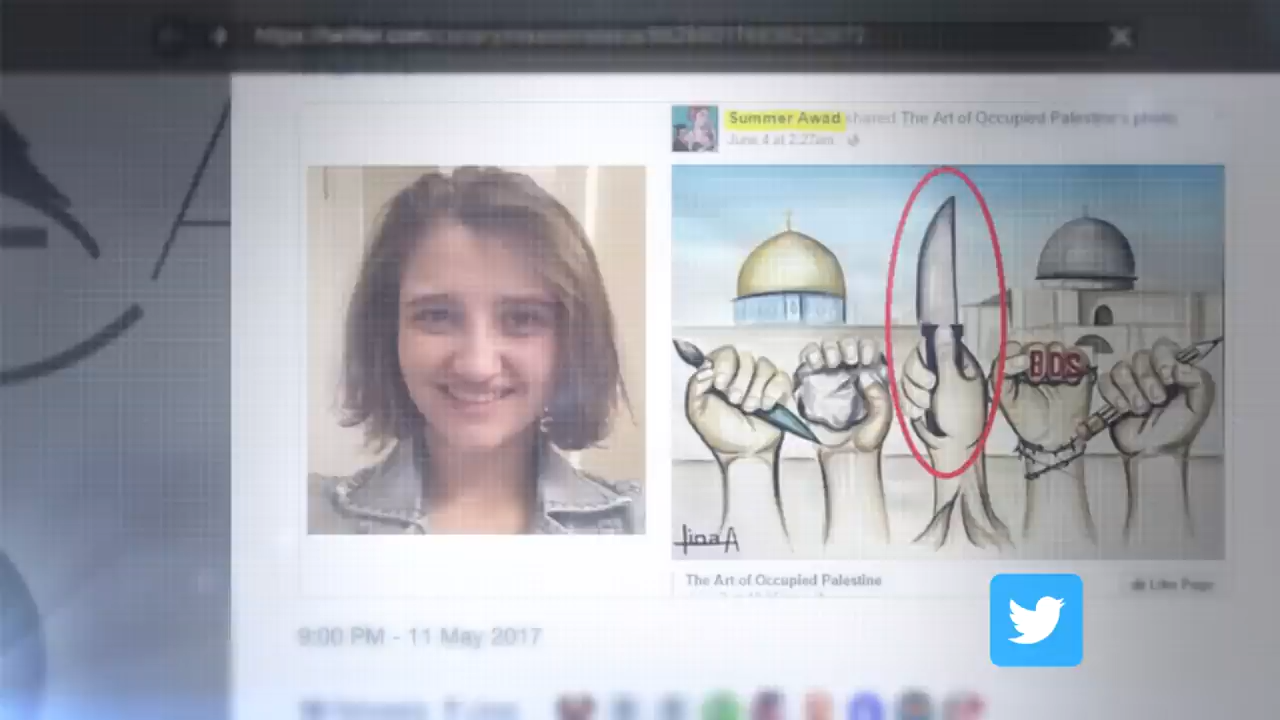 Summer Awad shared The Art of Occupied Palestine's photo
June 4 at 2:27am
BDS
linaA
The Art of Occupied Palestine
Like Page
9:00 PM - 11 May 2017